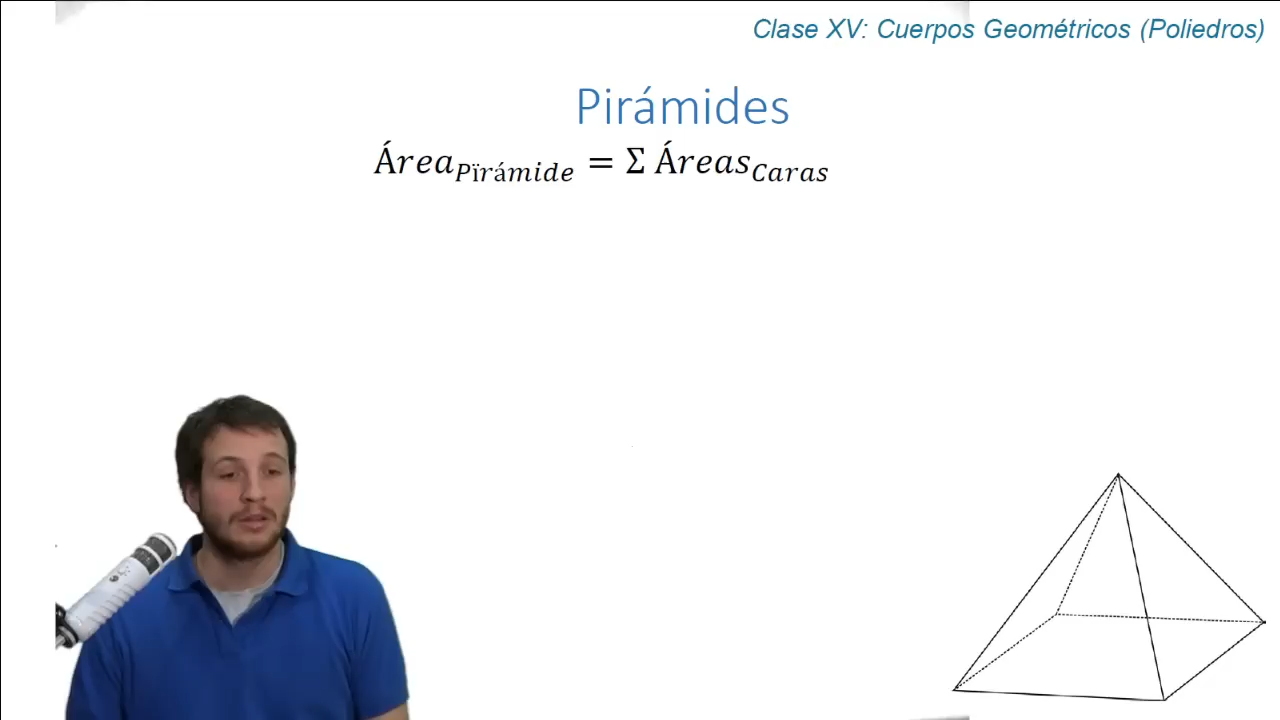 Clase XV: Cuerpos Geométricos (Poliedros)
Pirámides
Área_Pïrámide = Σ Áreas_Caras